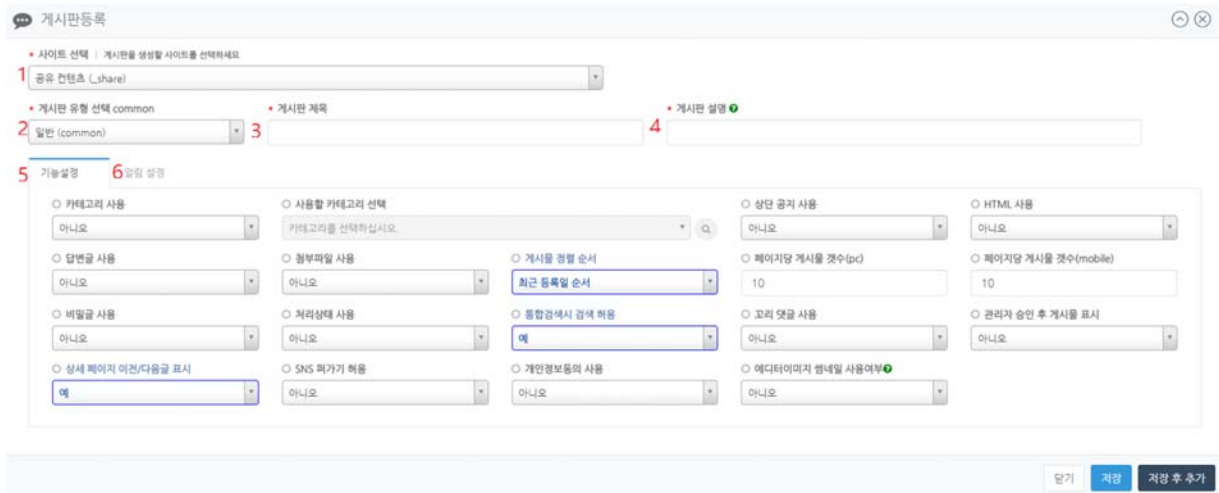 게시판등록
* 사이트 선택 | 게시판을 생성할 사이트를 선택하세요
1 공유 컨텐츠 (_share)
* 게시판 유형 선택 common * 게시판 제목 * 게시판 설명
2 일반 (common) 3 4
5 기능설정 6 알림 설정
카테고리 사용 사용할 카테고리 선택 상단 공지 사용 HTML 사용
아니오 카테고리를 선택하십시오. 아니오 아니오
답변글 사용 첨부파일 사용 게시물 정렬 순서 페이지당 게시물 갯수(pc) 페이지당 게시물 갯수(mobile)
아니오 아니오 최근 등록일 순서 10 10
비밀글 사용 처리상태 사용 통합검색시 검색 허용 꼬리 댓글 사용 관리자 승인 후 게시물 표시
아니오 아니오 예 아니오 아니오
상세 페이지 이전/다음글 표시 SNS 퍼가기 허용 개인정보동의 사용 에디터이미지 썸네일 사용여부
예 아니오 아니오 아니오
닫기 저장 저장 후 추가